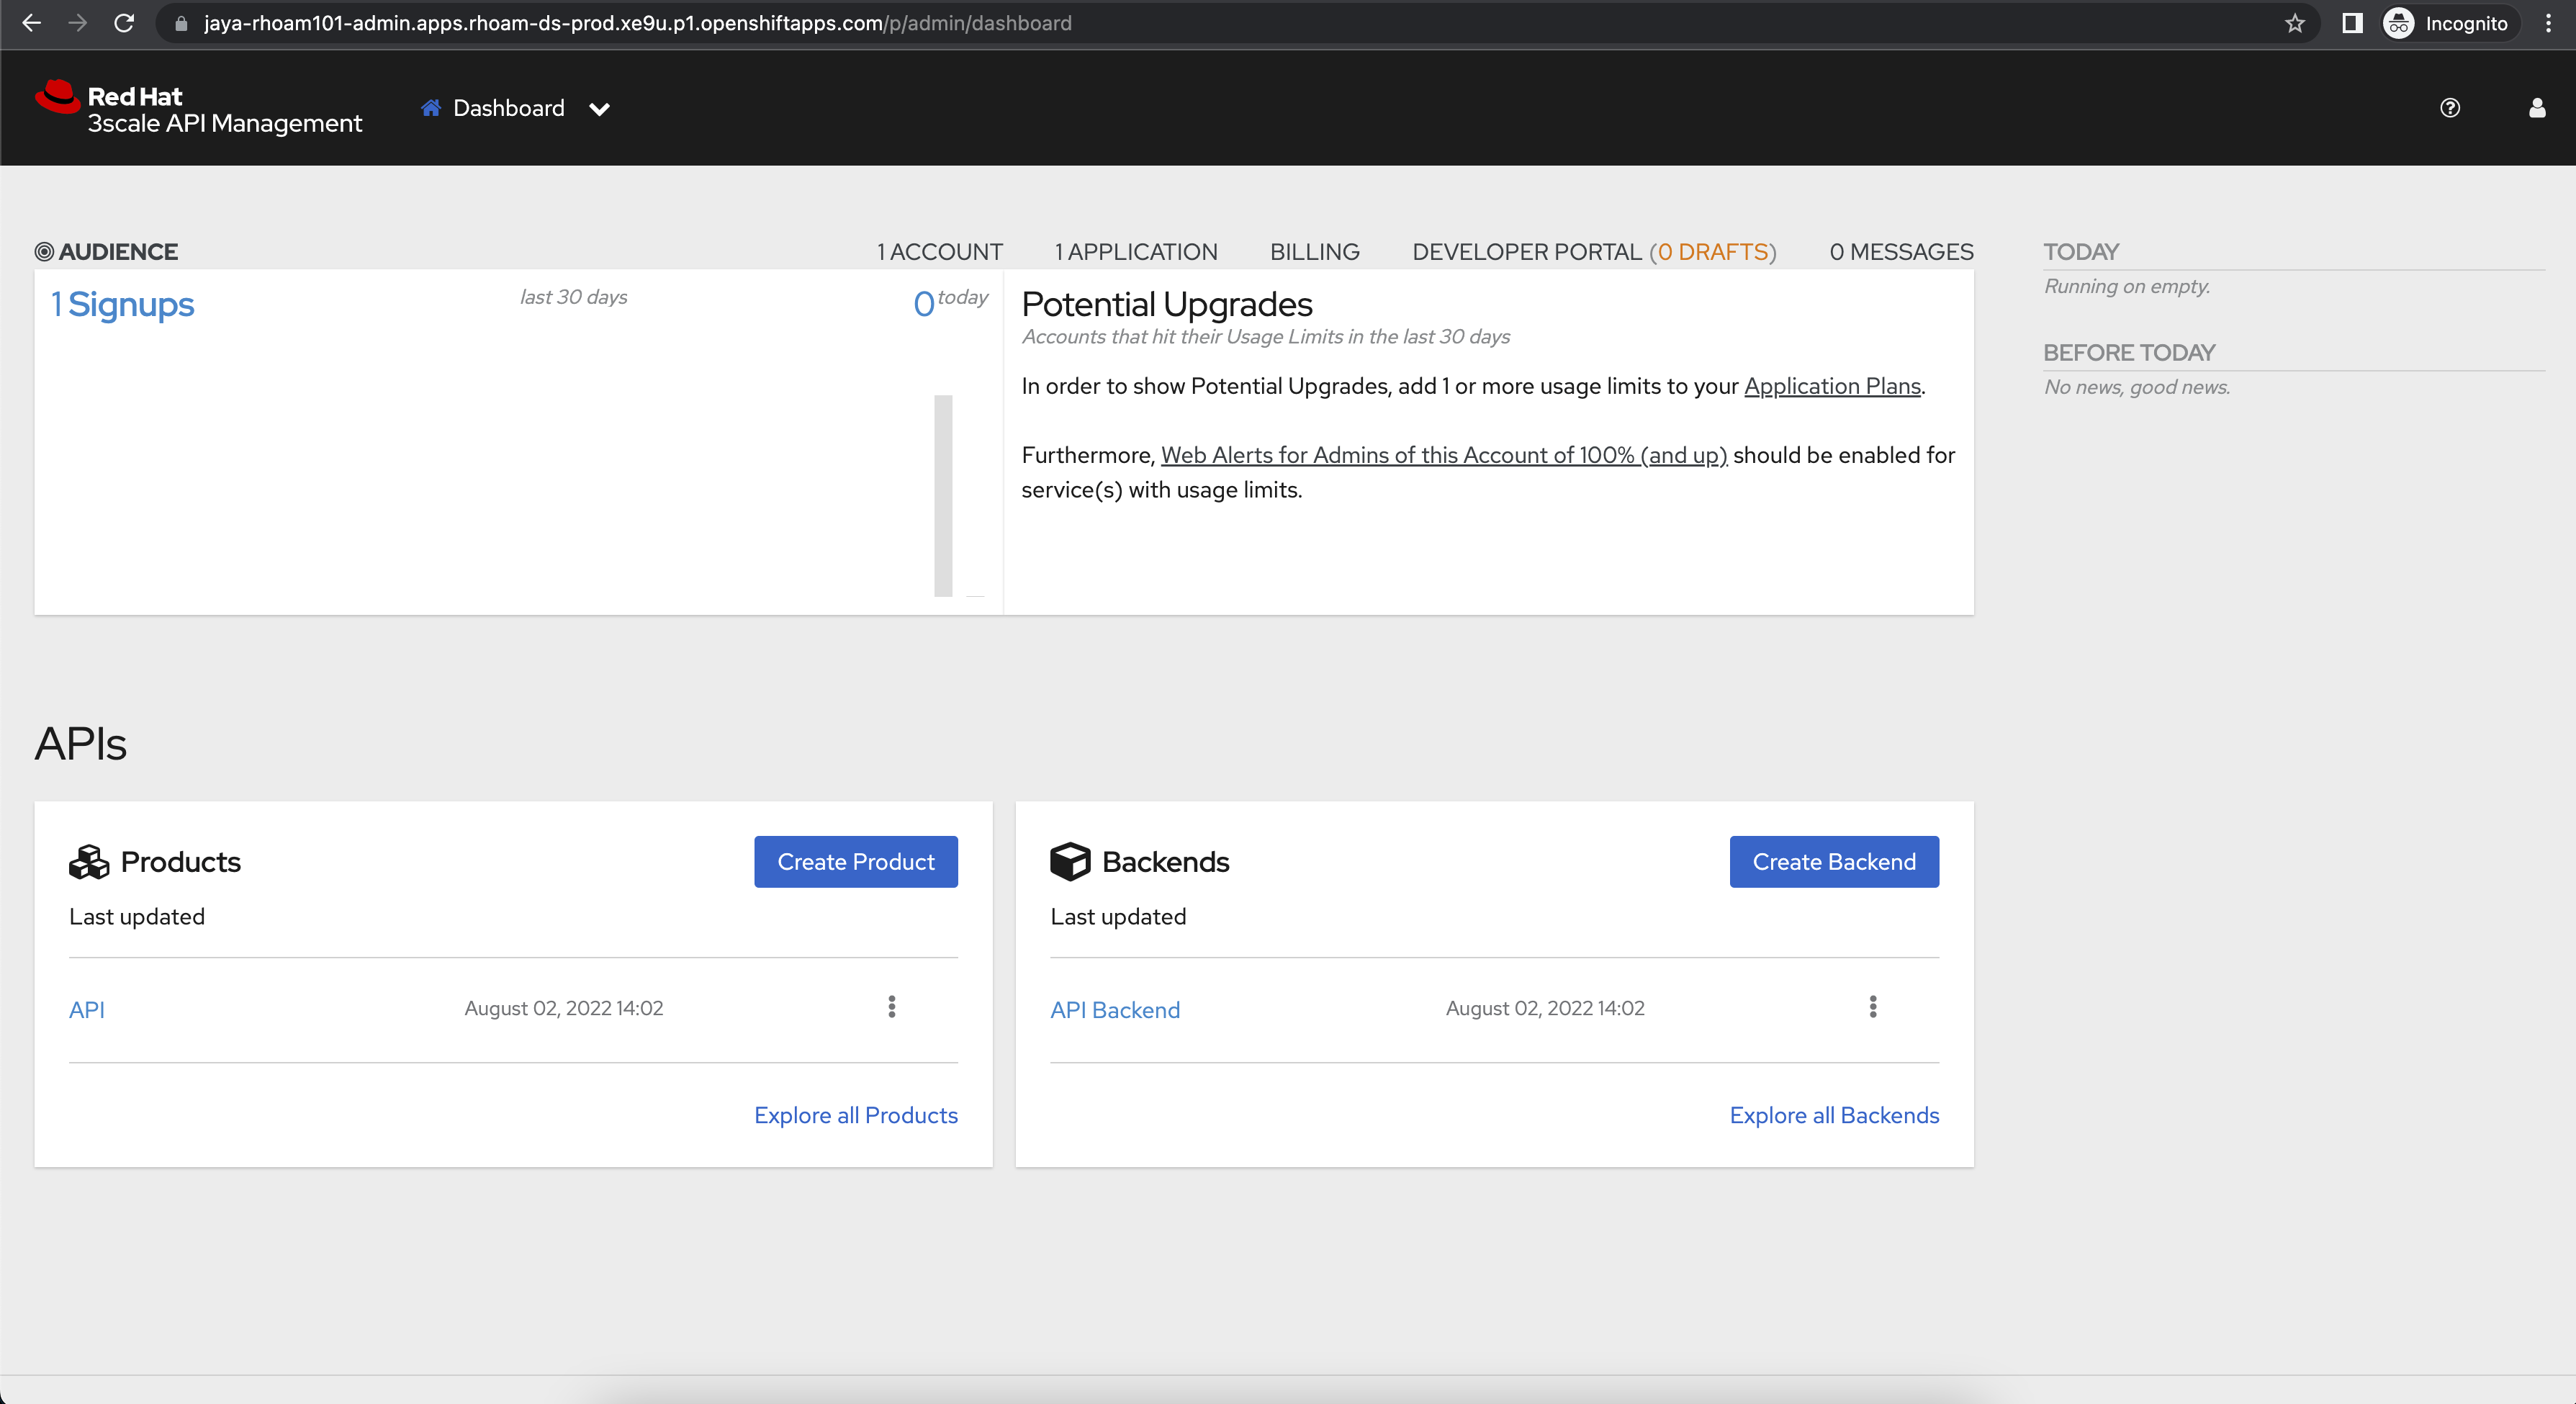 jaya-rhoam101-admin.apps.rhoam-ds-prod.xe9u.p1.openshiftapps.com/p/admin/dashboard
Incognito
Red Hat
3scale API Management
Dashboard
AUDIENCE
1 ACCOUNT
1 APPLICATION
BILLING
DEVELOPER PORTAL (0 DRAFTS)
0 MESSAGES
1 Signups
last 30 days
0 today
Potential Upgrades
Accounts that hit their Usage Limits in the last 30 days
In order to show Potential Upgrades, add 1 or more usage limits to your Application Plans.
Furthermore, Web Alerts for Admins of this Account of 100% (and up) should be enabled for
service(s) with usage limits.
TODAY
Running on empty.
BEFORE TODAY
No news, good news.
APIs
Products
Create Product
Last updated
API
August 02, 2022 14:02
Explore all Products
Backends
Create Backend
Last updated
API Backend
August 02, 2022 14:02
Explore all Backends